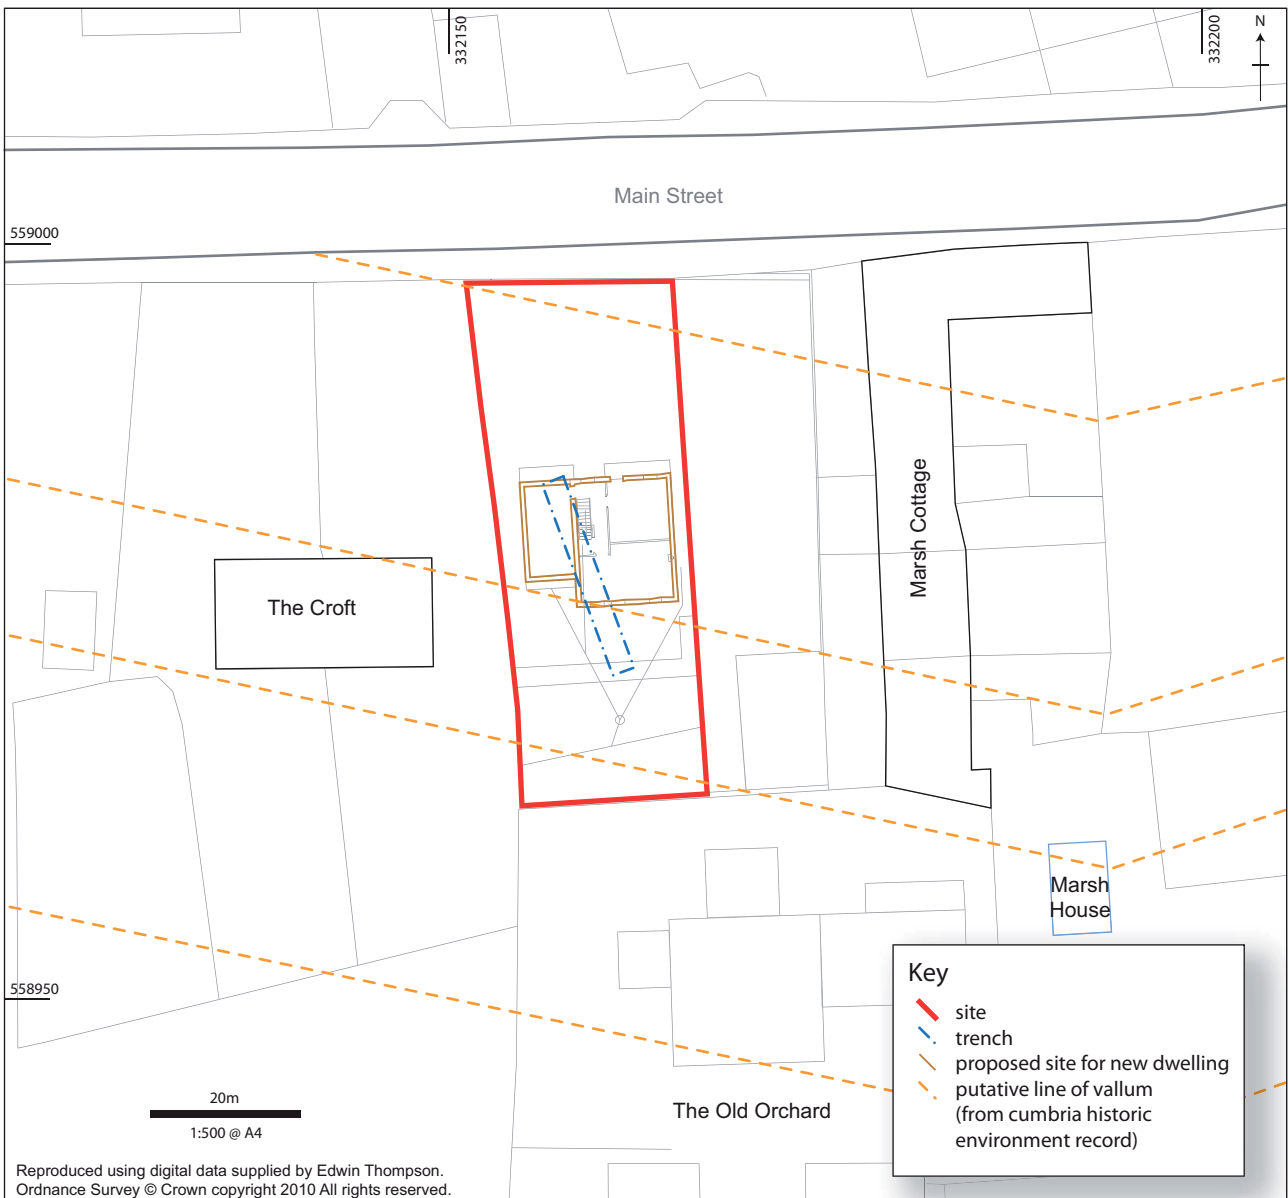 332150
332200
N
Main Street
559000
Marsh Cottage
The Croft
Marsh
House
558950
Key
site
trench
proposed site for new dwelling
putative line of vallum
(from cumbria historic
environment record)
20m
1:500 @ A4
The Old Orchard
Reproduced using digital data supplied by Edwin Thompson.
Ordnance Survey © Crown copyright 2010 All rights reserved.